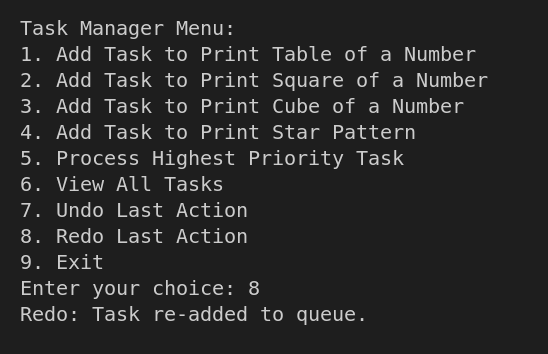 Task Manager Menu:
1. Add Task to Print Table of a Number
2. Add Task to Print Square of a Number
3. Add Task to Print Cube of a Number
4. Add Task to Print Star Pattern
5. Process Highest Priority Task
6. View All Tasks
7. Undo Last Action
8. Redo Last Action
9. Exit
Enter your choice: 8
Redo: Task re-added to queue.